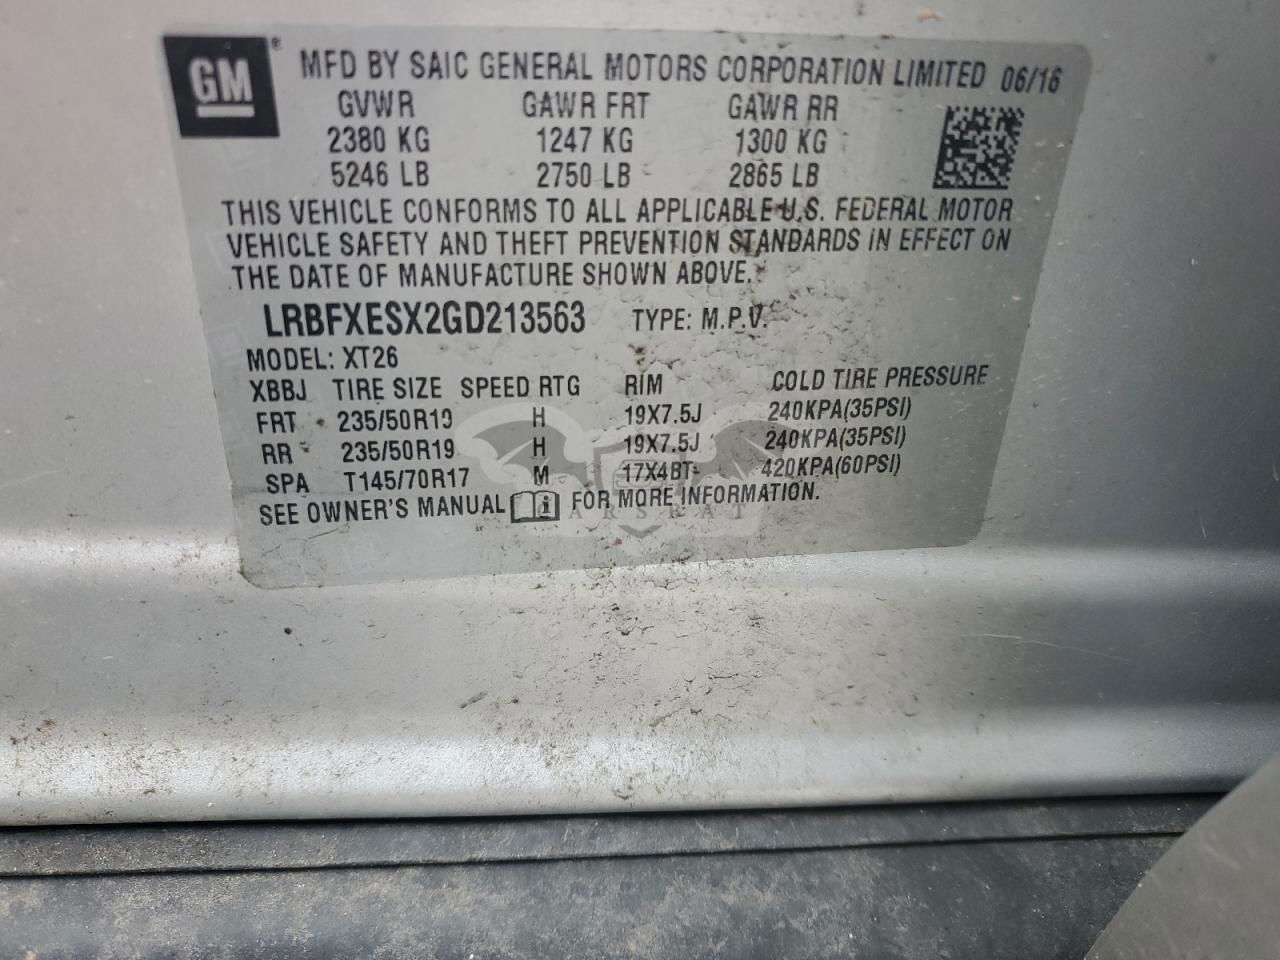 GM® MFD BY SAIC GENERAL MOTORS CORPORATION LIMITED 06/16
GVWR GAWR FRT GAWR RR
2380 KG 1247 KG 1300 KG
5246 LB 2750 LB 2865 LB
THIS VEHICLE CONFORMS TO ALL APPLICABLE U.S. FEDERAL MOTOR
VEHICLE SAFETY AND THEFT PREVENTION STANDARDS IN EFFECT ON
THE DATE OF MANUFACTURE SHOWN ABOVE.
LRBFXESX2GD213563 TYPE: M.P.V.
MODEL: XT26
XBBJ TIRE SIZE SPEED RTG RIM COLD TIRE PRESSURE
FRT 235/50R19 H 19X7.5J 240KPA(35PSI)
RR 235/50R19 H 19X7.5J 240KPA(35PSI)
SPA T145/70R17 M 17X4BT 420KPA(60PSI)
SEE OWNER'S MANUAL i FOR MORE INFORMATION.